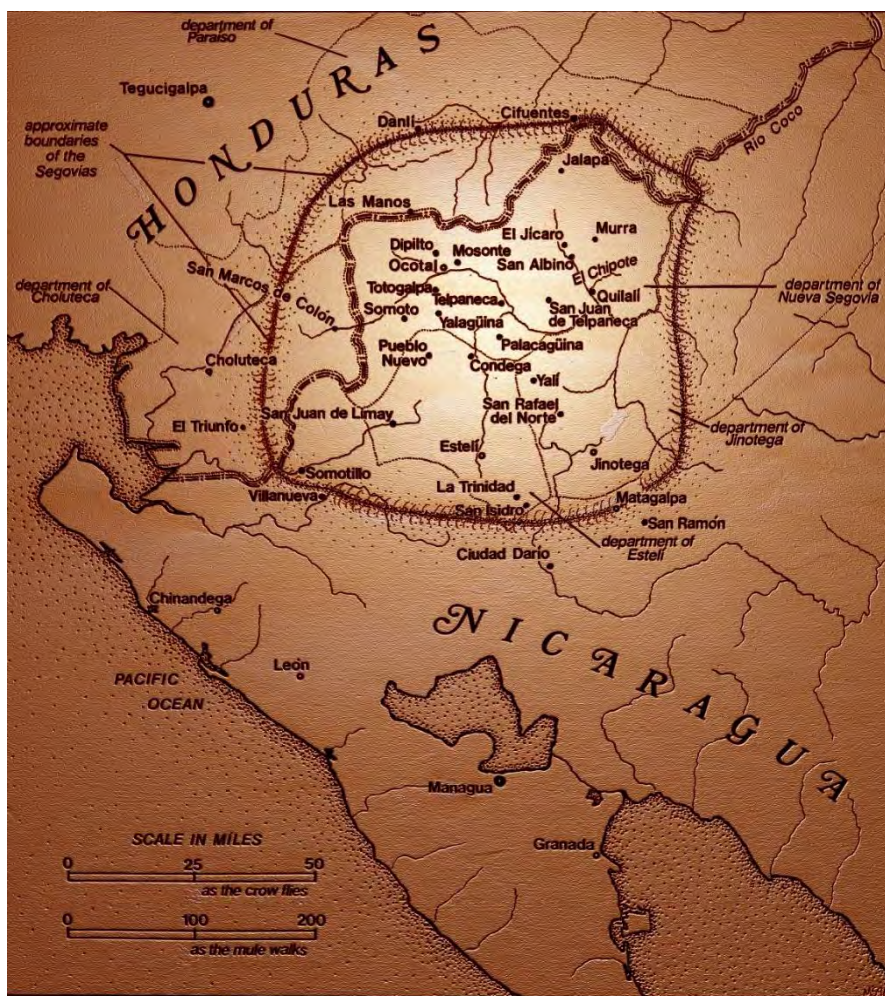 department of
Paraíso
HONDURAS
Tegucigalpa
approximate
boundaries
of the
Segovias
Danlí
Cifuentes
Río Coco
Jalapa
Las Manos
El Jícaro
Murra
Dipilto
Mosonte
Ocotal
San Albino
El Chipote
San Marcos de Colón
department of
Choluteca
department of
Nueva Segovia
Totogalpa
Telpaneca
Quilalí
Somoto
Yalagüina
San Juan
de Telpaneca
Palacagüina
Pueblo
Nuevo
Condega
Choluteca
Yalí
San Rafael
del Norte
El Triunfo
San Juan de Limay
department of
Jinotega
Estelí
Jinotega
Somotillo
La Trinidad
Villanueva
San Isidro
Matagalpa
San Ramón
department of
Estelí
Ciudad Darío
Chinandega
NICARAGUA
León
PACIFIC
OCEAN
Managua
Granada
SCALE IN MILES
0 25 50
as the crow flies
0 100 200
as the mule walks